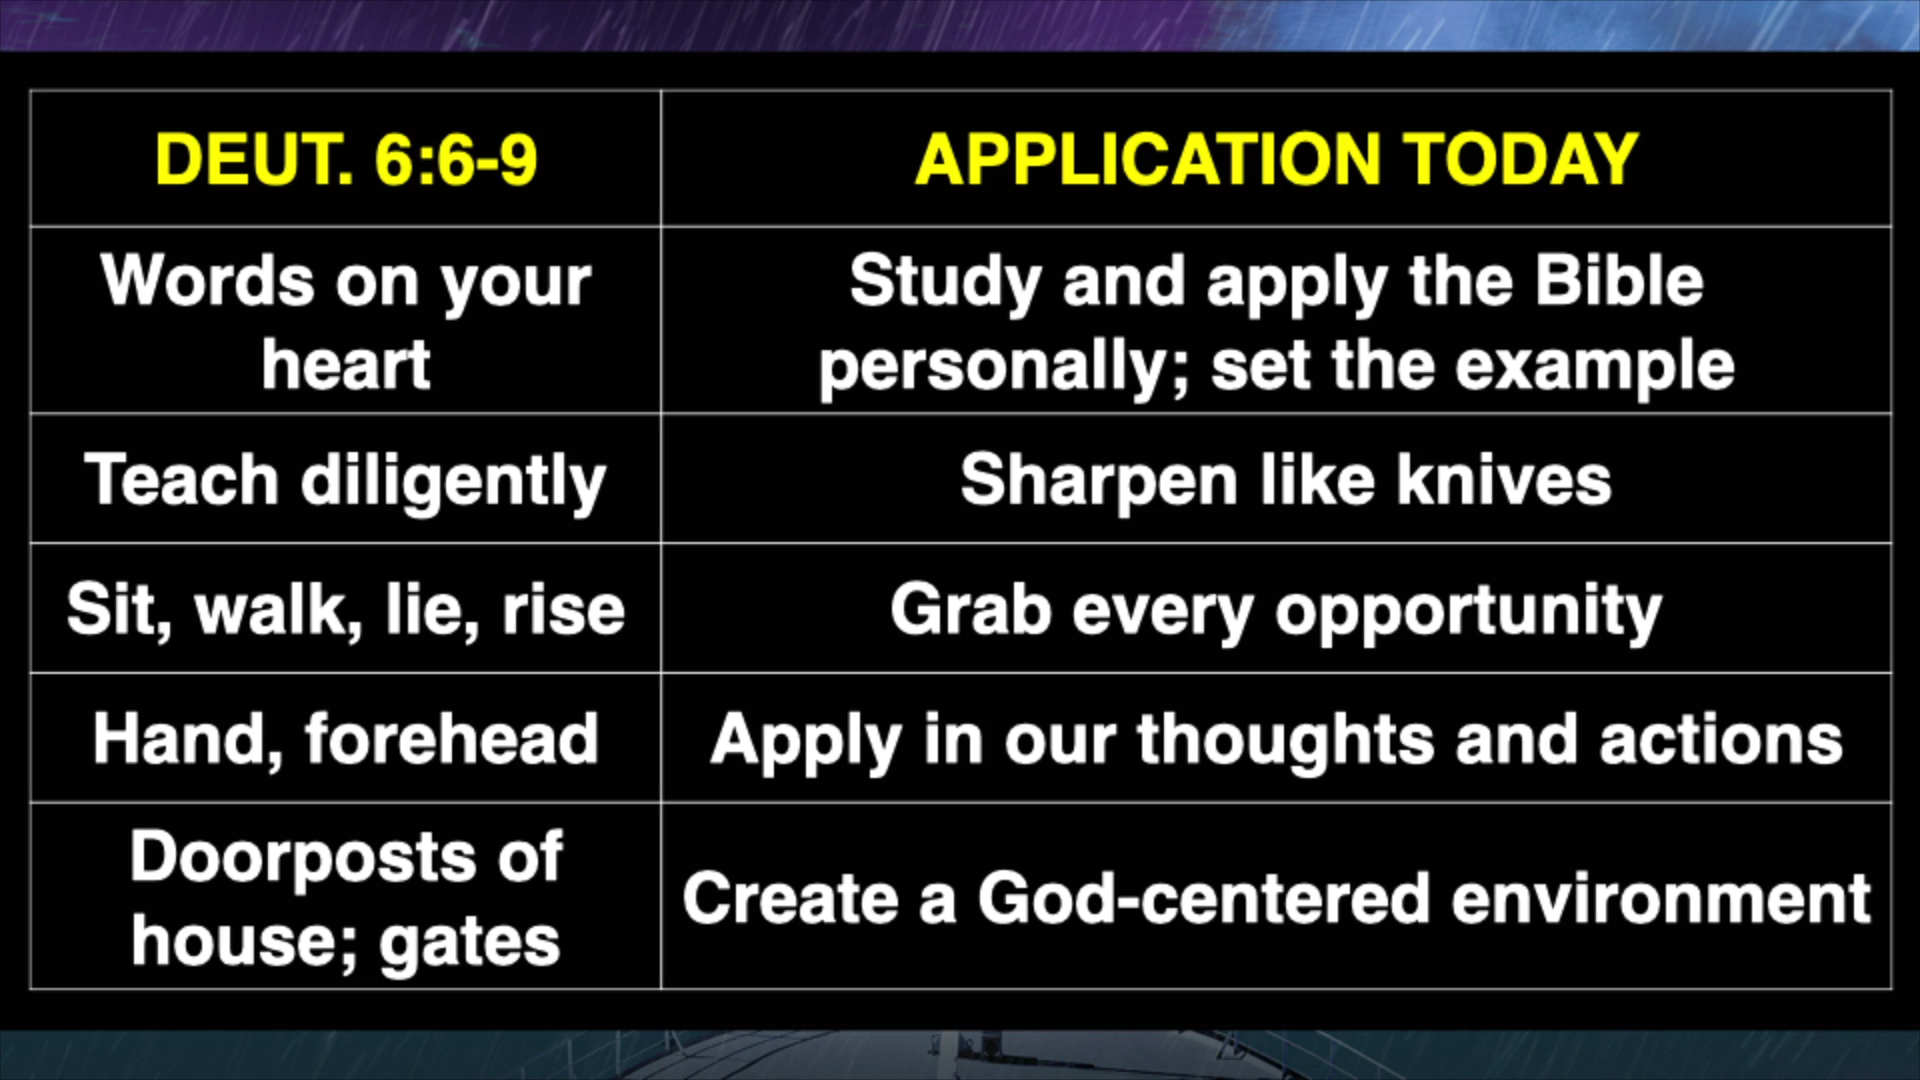 DEUT. 6:6-9
APPLICATION TODAY
Words on your
heart
Study and apply the Bible
personally; set the example
Teach diligently
Sharpen like knives
Sit, walk, lie, rise
Grab every opportunity
Hand, forehead
Apply in our thoughts and actions
Doorposts of
house; gates
Create a God-centered environment